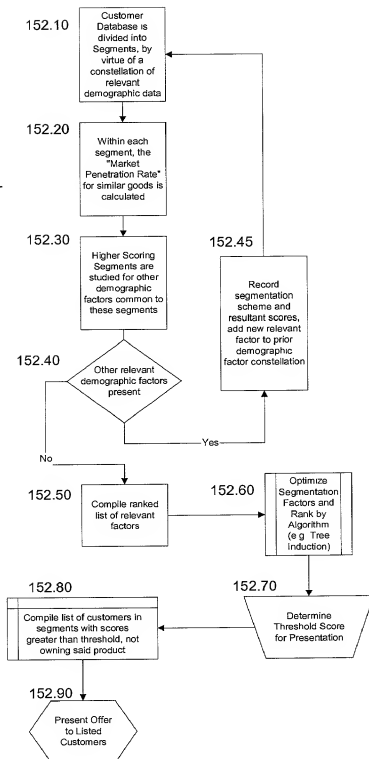 152.10
Customer
Database is
divided into
Segments, by
virtue of a
constellation of
relevant
demographic data
152.20
Within each
segment, the
"Market
Penetration Rate"
for similar goods is
calculated
152.30
Higher Scoring
Segments are
studied for other
demographic
factors common to
these segments
152.45
Record
segmentation
scheme and
resultant scores,
add new relevant
factor to prior
demographic
factor constellation
152.40
Other relevant
demographic factors
present
Yes
No
152.50
Compile ranked
list of relevant
factors
152.60
Optimize
Segmentation
Factors and
Rank by
Algorithm
(e g Tree
Induction)
152.70
Determine
Threshold Score
for Presentation
152.80
Compile list of customers in
segments with scores
greater than threshold, not
owning said product
152.90
Present Offer
to Listed
Customers